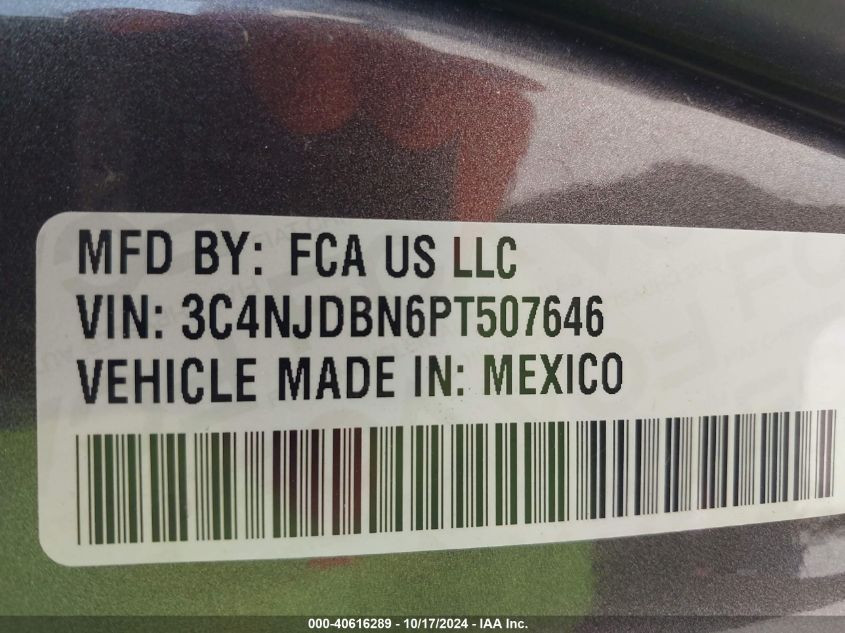 MFD BY: FCA US LLC
VIN: 3C4NJDBN6PT507646
VEHICLE MADE IN: MEXICO
000-40616289 - 10/17/2024 - IAA Inc.